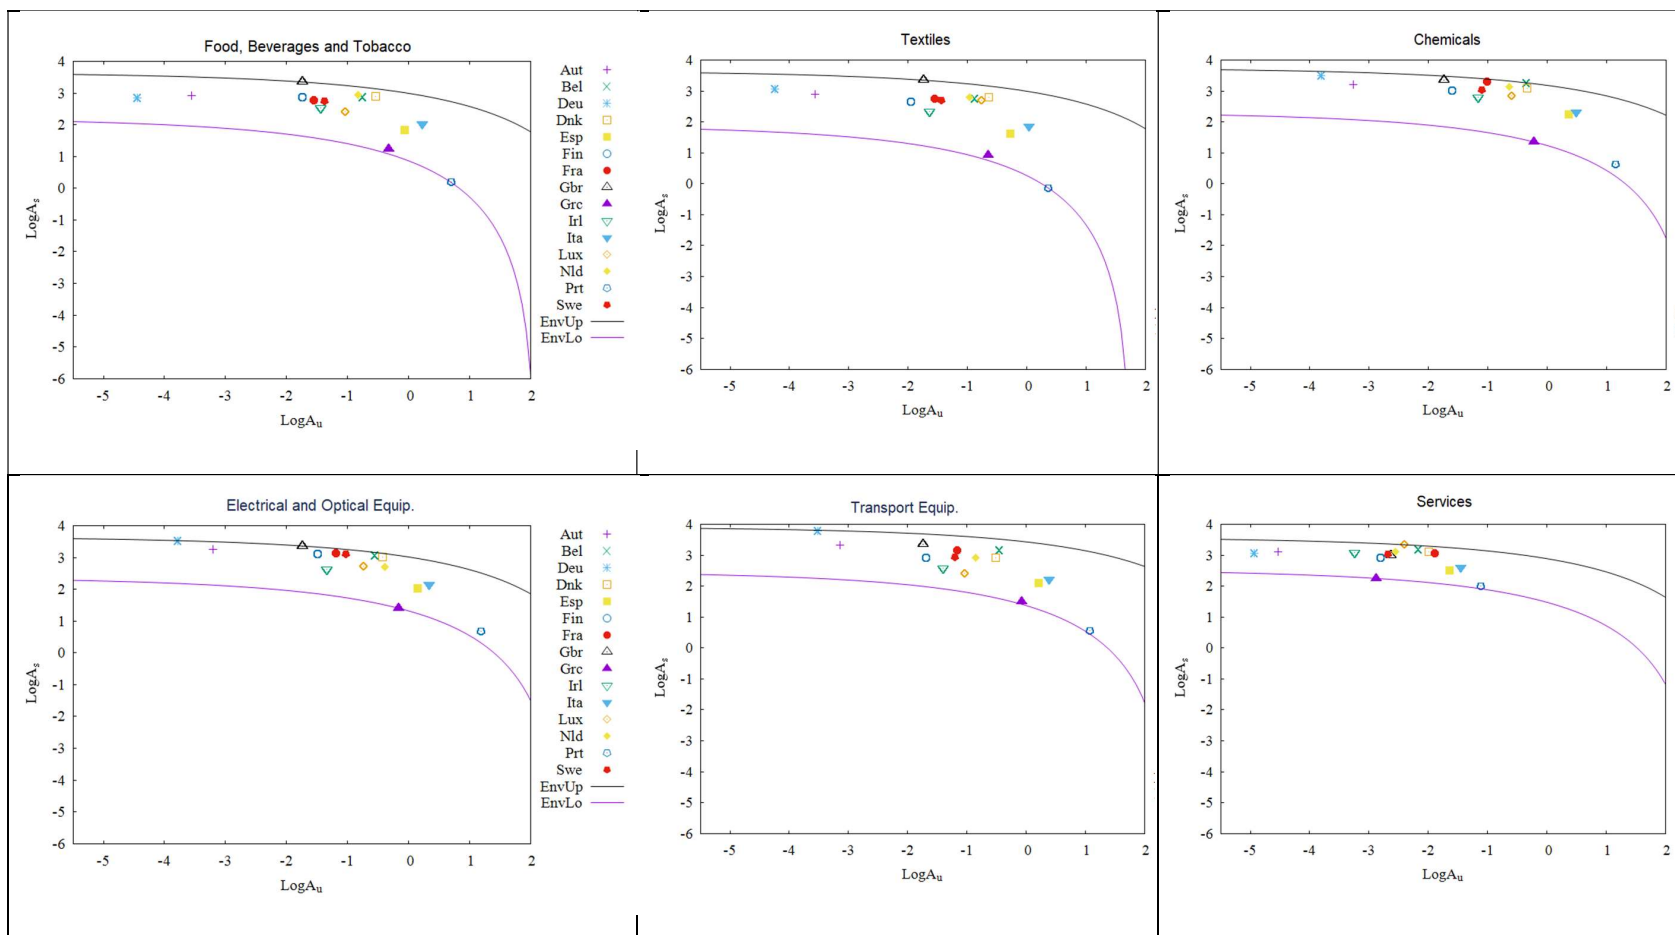 Food, Beverages and Tobacco
4
3
2
1
0
-1
-2
-3
-4
-5
-6
LogAs
-5 -4 -3 -2 -1 0 1 2
LogAu
Aut
Bel
Deu
Dnk
Esp
Fin
Fra
Gbr
Grc
Irl
Ita
Lux
Nld
Prt
Swe
EnvUp
EnvLo
Textiles
4
3
2
1
0
-1
-2
-3
-4
-5
-6
LogAs
-5 -4 -3 -2 -1 0 1 2
LogAu
Chemicals
4
3
2
1
0
-1
-2
-3
-4
-5
-6
LogAs
-5 -4 -3 -2 -1 0 1 2
LogAu
Electrical and Optical Equip.
4
3
2
1
0
-1
-2
-3
-4
-5
-6
LogAs
-5 -4 -3 -2 -1 0 1 2
LogAu
Aut
Bel
Deu
Dnk
Esp
Fin
Fra
Gbr
Grc
Irl
Ita
Lux
Nld
Prt
Swe
EnvUp
EnvLo
Transport Equip.
4
3
2
1
0
-1
-2
-3
-4
-5
-6
LogAs
-5 -4 -3 -2 -1 0 1 2
LogAu
Services
4
3
2
1
0
-1
-2
-3
-4
-5
-6
LogAs
-5 -4 -3 -2 -1 0 1 2
LogAu